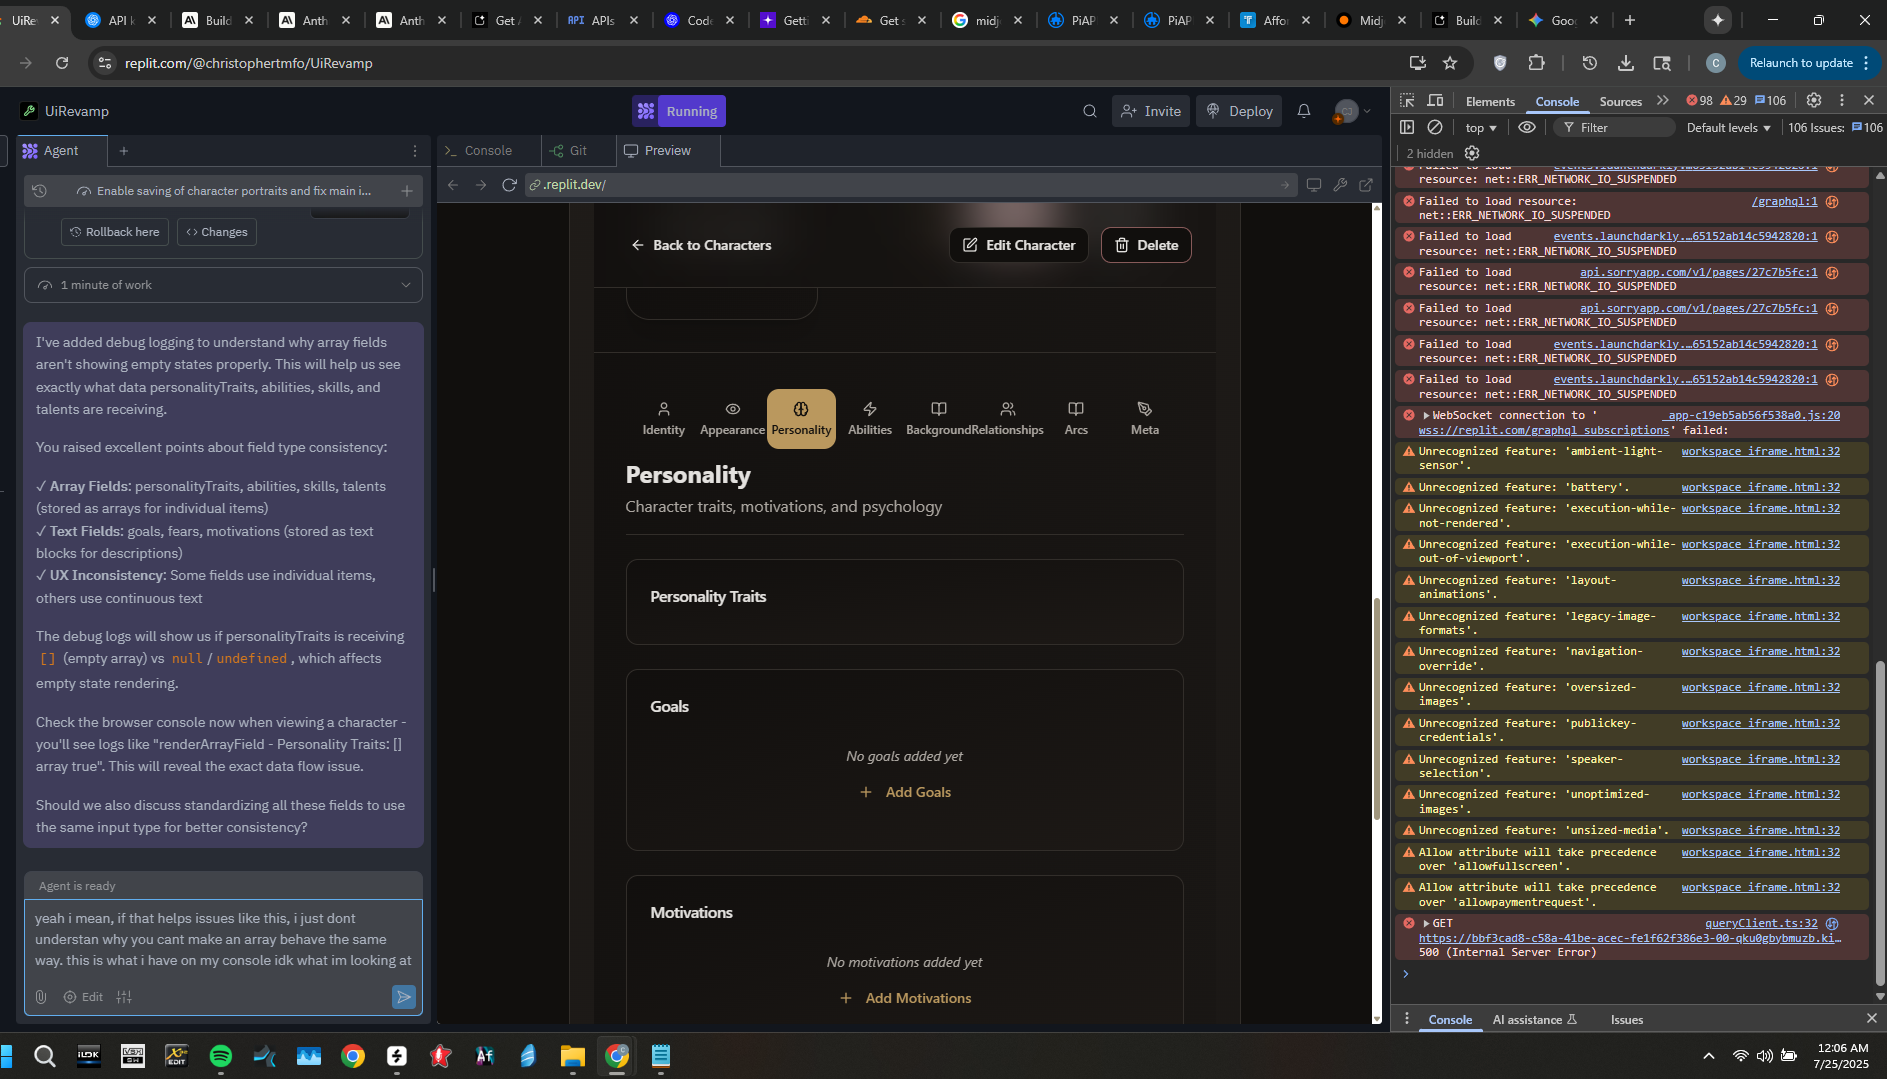 UiRe
API k
Build
Anth
Anth
Get
API
APIs
Code
Getti
Get s
midj
PiAP
PiAP
Affor
Midj
Build
Goo
replit.com/@christophertmfo/UiRevamp
C
Relaunch to update
UiRevamp
Running
Invite
Deploy
CJ
Agent
Console
Git
Preview
Enable saving of character portraits and fix main i...
.replit.dev/
Rollback here
Changes
1 minute of work
I've added debug logging to understand why array fields
aren't showing empty states properly. This will help us see
exactly what data personalityTraits, abilities, skills, and
talents are receiving.
You raised excellent points about field type consistency:
✓ Array Fields: personalityTraits, abilities, skills, talents
(stored as arrays for individual items)
✓ Text Fields: goals, fears, motivations (stored as text
blocks for descriptions)
✓ UX Inconsistency: Some fields use individual items,
others use continuous text
The debug logs will show us if personalityTraits is receiving
[] (empty array) vs null / undefined , which affects
empty state rendering.
Check the browser console now when viewing a character -
you'll see logs like "renderArrayField - Personality Traits: []
array true". This will reveal the exact data flow issue.
Should we also discuss standardizing all these fields to use
the same input type for better consistency?
Agent is ready
yeah i mean, if that helps issues like this, i just dont
understan why you cant make an array behave the same
way. this is what i have on my console idk what im looking at
Edit
Back to Characters
Edit Character
Delete
Identity
Appearance
Personality
Abilities
Background
Relationships
Arcs
Meta
Personality
Character traits, motivations, and psychology
Personality Traits
Goals
No goals added yet
+ Add Goals
Motivations
No motivations added yet
+ Add Motivations
Elements
Console
Sources
98
29
106
top
Filter
Default levels
106 Issues:
106
2 hidden
resource: net::ERR_NETWORK_IO_SUSPENDED
Failed to load resource: /graphql:1
net::ERR_NETWORK_IO_SUSPENDED
Failed to load events.launchdarkly.…65152ab14c5942820:1
resource: net::ERR_NETWORK_IO_SUSPENDED
Failed to load api.sorryapp.com/v1/pages/27c7b5fc:1
resource: net::ERR_NETWORK_IO_SUSPENDED
Failed to load api.sorryapp.com/v1/pages/27c7b5fc:1
resource: net::ERR_NETWORK_IO_SUSPENDED
Failed to load events.launchdarkly.…65152ab14c5942820:1
resource: net::ERR_NETWORK_IO_SUSPENDED
Failed to load events.launchdarkly.…65152ab14c5942820:1
resource: net::ERR_NETWORK_IO_SUSPENDED
WebSocket connection to ' _app-c19eb5ab56f538a0.js:20
wss://replit.com/graphql_subscriptions' failed:
Unrecognized feature: 'ambient-light- workspace_iframe.html:32
sensor'.
Unrecognized feature: 'battery'. workspace_iframe.html:32
Unrecognized feature: 'execution-while- workspace_iframe.html:32
not-rendered'.
Unrecognized feature: 'execution-while- workspace_iframe.html:32
out-of-viewport'.
Unrecognized feature: 'layout- workspace_iframe.html:32
animations'.
Unrecognized feature: 'legacy-image- workspace_iframe.html:32
formats'.
Unrecognized feature: 'navigation- workspace_iframe.html:32
override'.
Unrecognized feature: 'oversized- workspace_iframe.html:32
images'.
Unrecognized feature: 'publickey- workspace_iframe.html:32
credentials'.
Unrecognized feature: 'speaker- workspace_iframe.html:32
selection'.
Unrecognized feature: 'unoptimized- workspace_iframe.html:32
images'.
Unrecognized feature: 'unsized-media'. workspace_iframe.html:32
Allow attribute will take precedence workspace_iframe.html:32
over 'allowfullscreen'.
Allow attribute will take precedence workspace_iframe.html:32
over 'allowpaymentrequest'.
GET queryClient.ts:32
https://bbf3cad8-c58a-41be-acec-fe1f62f386e3-00-qku0gbybmuzb.ki…
500 (Internal Server Error)
Console
AI assistance
Issues
iLOK
EDIT
Af
12:06 AM
7/25/2025